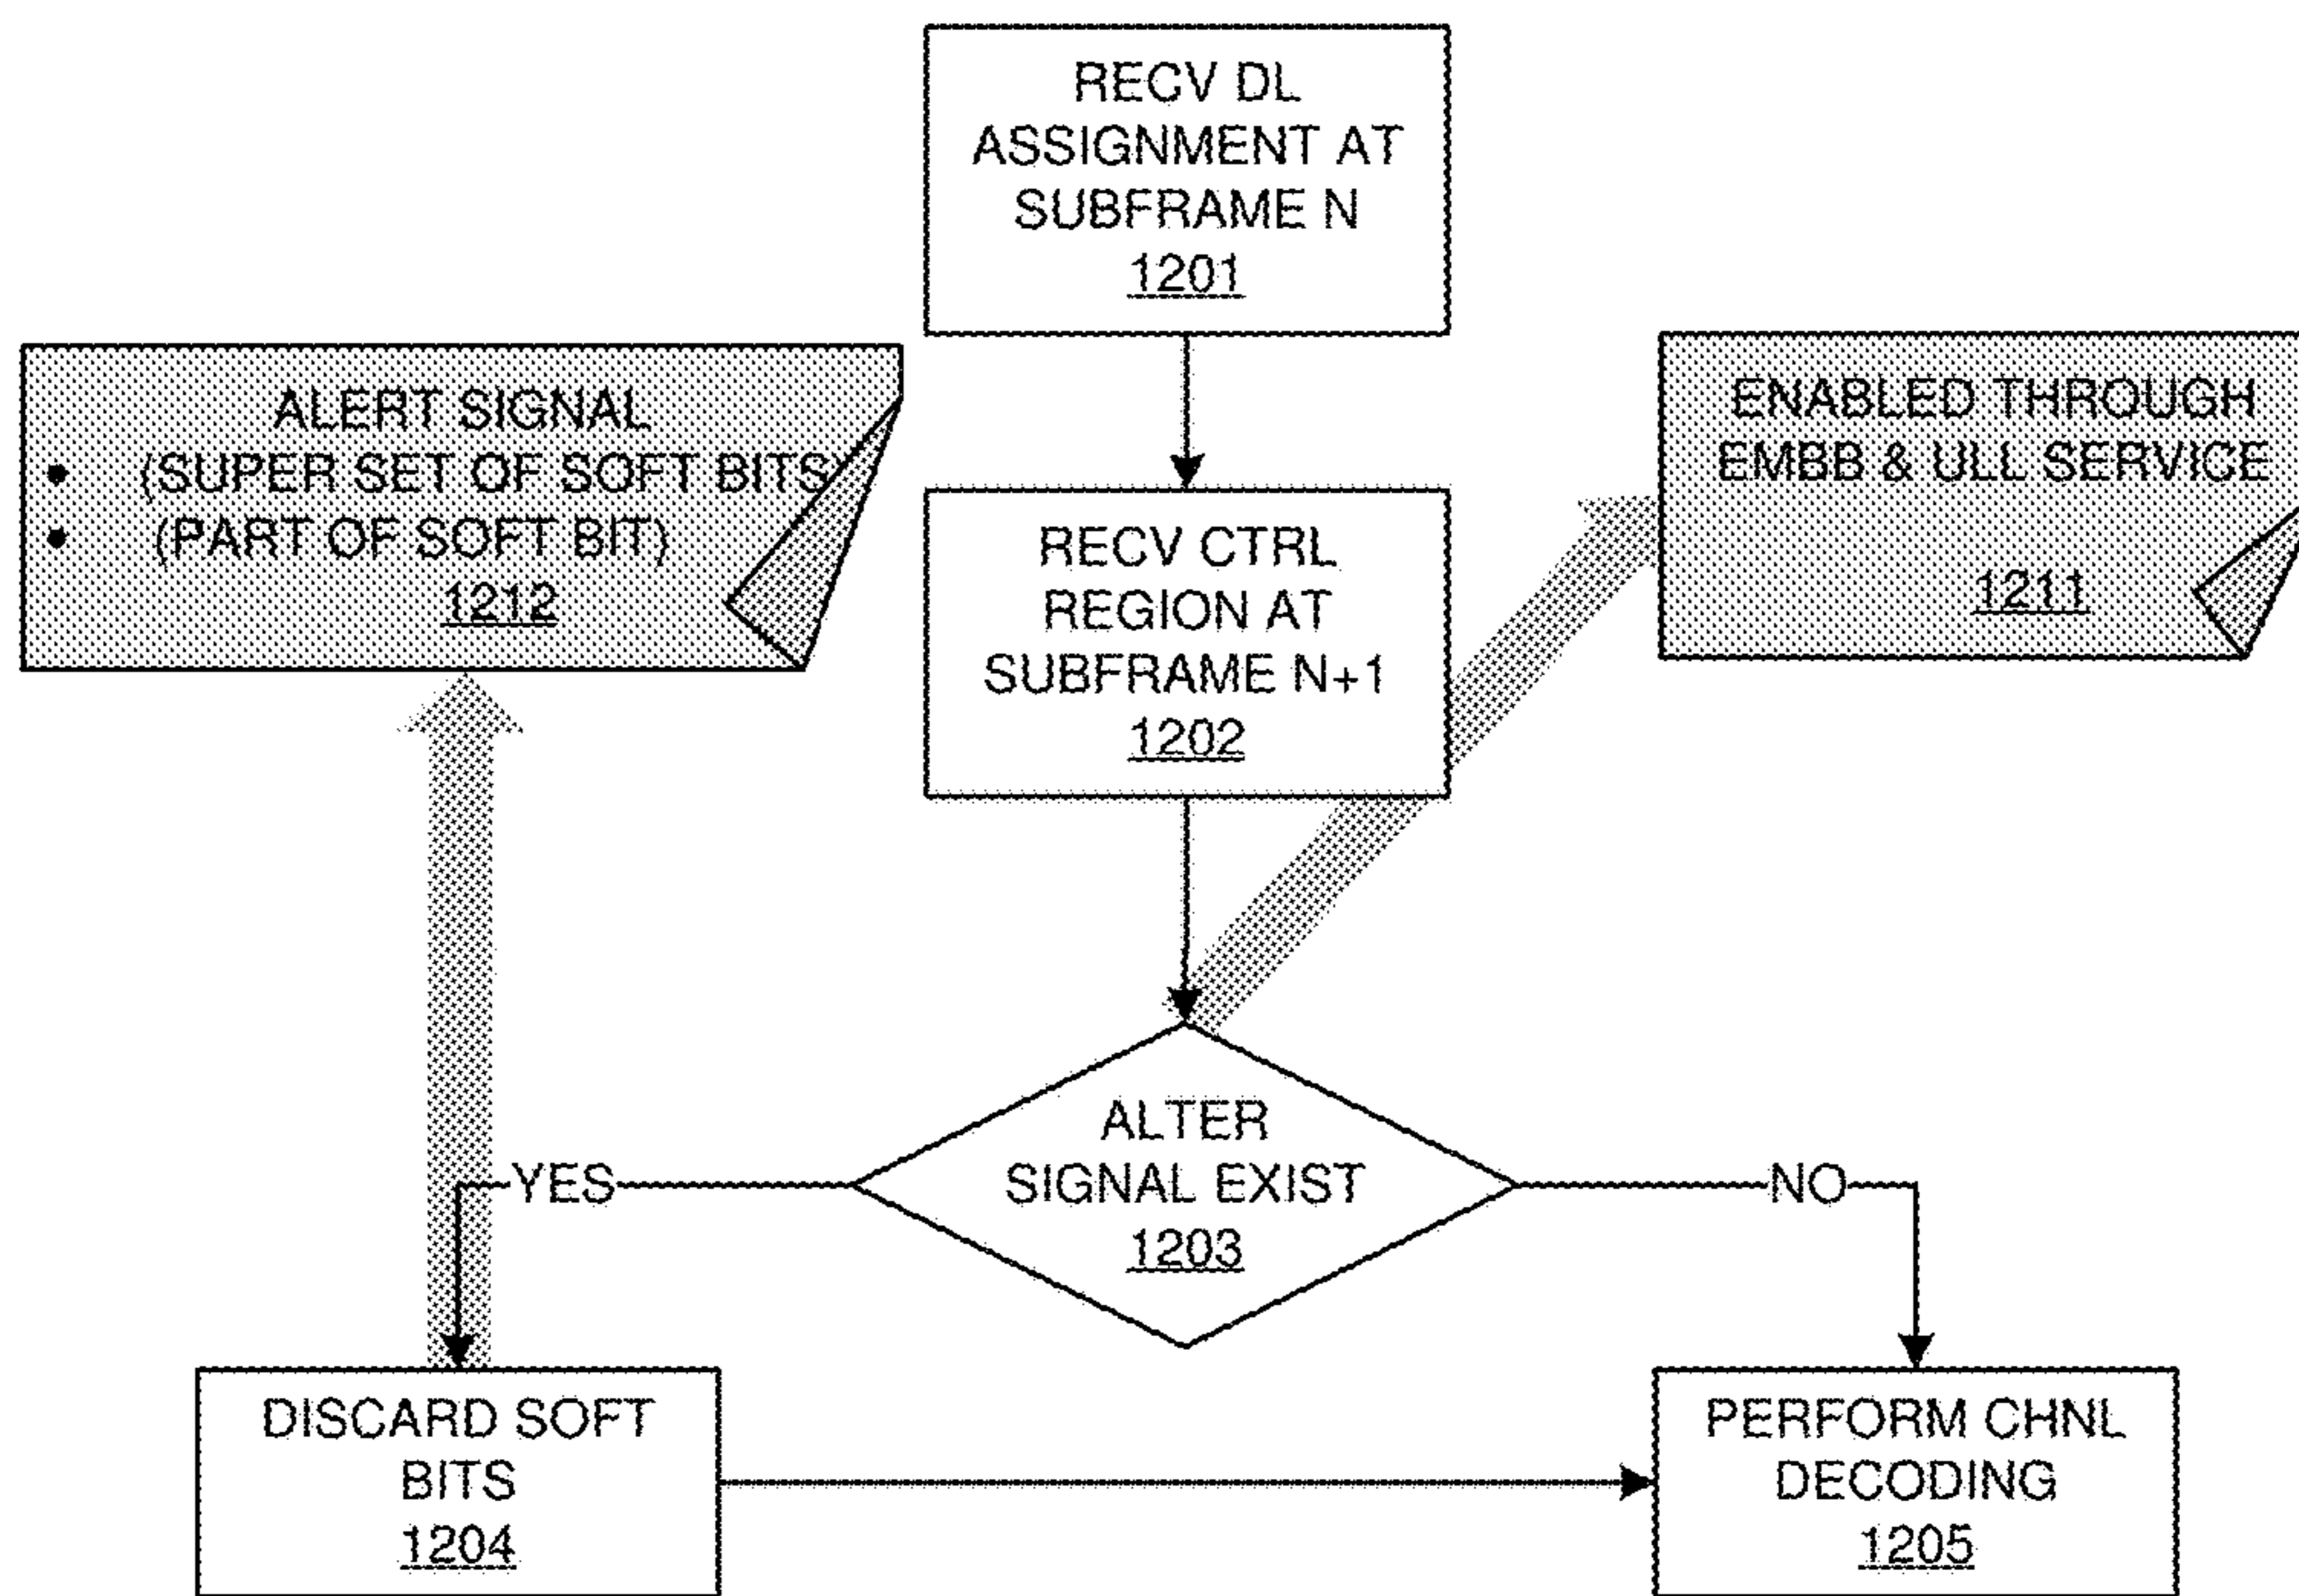 RECV DL
ASSIGNMENT AT
SUBFRAME N
1201
ALERT SIGNAL
• (SUPER SET OF SOFT BITS)
• (PART OF SOFT BIT)
1212
ENABLED THROUGH
EMBB & ULL SERVICE
1211
RECV CTRL
REGION AT
SUBFRAME N+1
1202
ALTER
SIGNAL EXIST
1203
YES
NO
DISCARD SOFT
BITS
1204
PERFORM CHNL
DECODING
1205